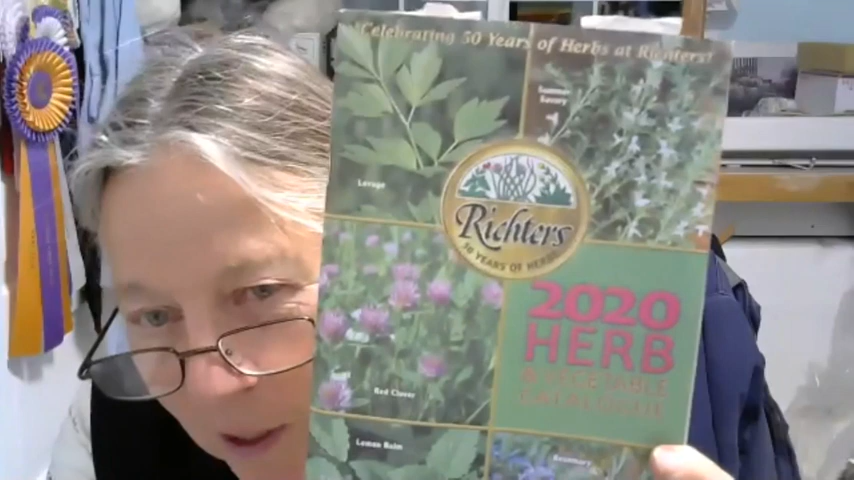 Celebrating 50 Years of Herbs at Richters!
Summer
Savory
Lovage
Richters
50 YEARS OF HERBS
2020
HERB
& VEGETABLE
CATALOGUE
Red Clover
Lemon Balm
Rosemary